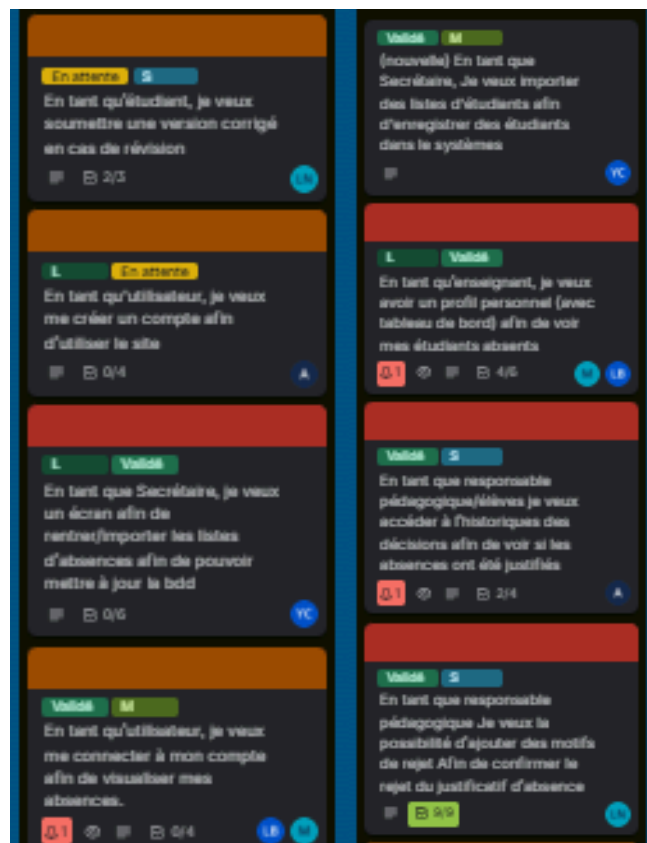 En attente S
En tant qu'étudiant, je veux
soumettre une version corrigé
en cas de révision
2/3 LN
L En attente
En tant qu'utilisateur, je veux
me créer un compte afin
d'utiliser le site
0/4 A
L Validé
En tant que Secrétaire, je veux
un écran afin de
rentrer/importer les listes
d'absences afin de pouvoir
mettre à jour la bdd
0/6 YC
Validé M
En tant qu'utilisateur, je veux
me connecter à mon compte
afin de visualiser mes
absences.
1 0/4 LB M
Validé M
(nouvelle) En tant que
Secrétaire, Je veux importer
des listes d'étudiants afin
d'enregistrer des étudiants
dans le systèmes
YC
L Validé
En tant qu'enseignant, je veux
avoir un profil personnel (avec
tableau de bord) afin de voir
mes étudiants absents
1 4/6 M LB
Validé S
En tant que responsable
pédagogique/élèves je veux
accéder à l'historiques des
décisions afin de voir si les
absences ont été justifiés
1 2/4 A
Validé S
En tant que responsable
pédagogique Je veux la
possibilité d'ajouter des motifs
de rejet Afin de confirmer le
rejet du justificatif d'absence
9/9 LN